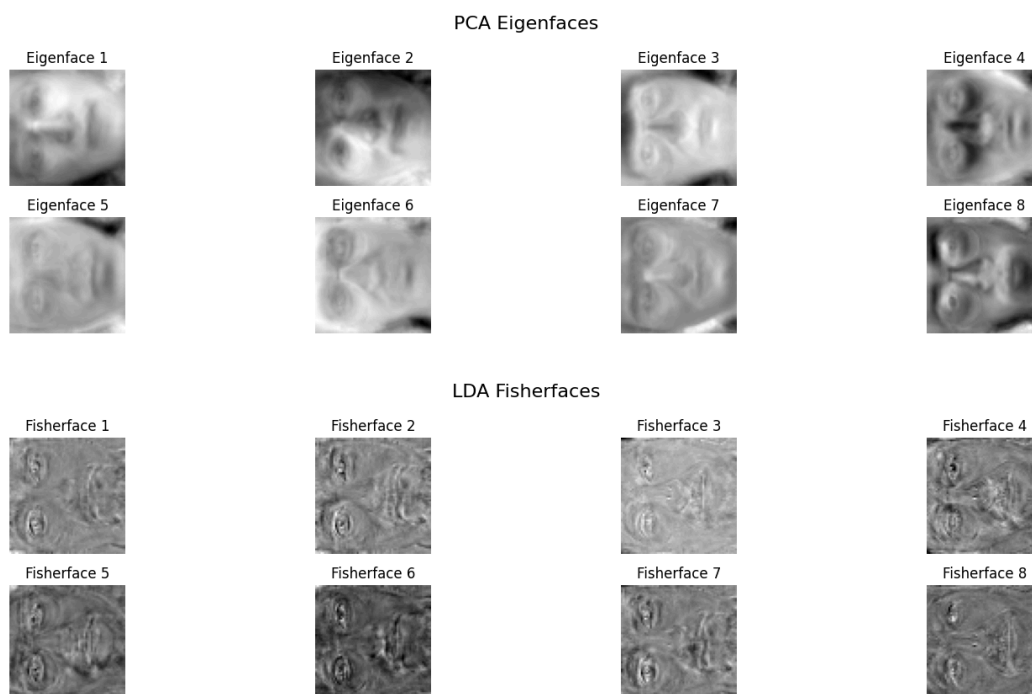 PCA Eigenfaces
Eigenface 1 Eigenface 2 Eigenface 3 Eigenface 4
Eigenface 5 Eigenface 6 Eigenface 7 Eigenface 8
LDA Fisherfaces
Fisherface 1 Fisherface 2 Fisherface 3 Fisherface 4
Fisherface 5 Fisherface 6 Fisherface 7 Fisherface 8